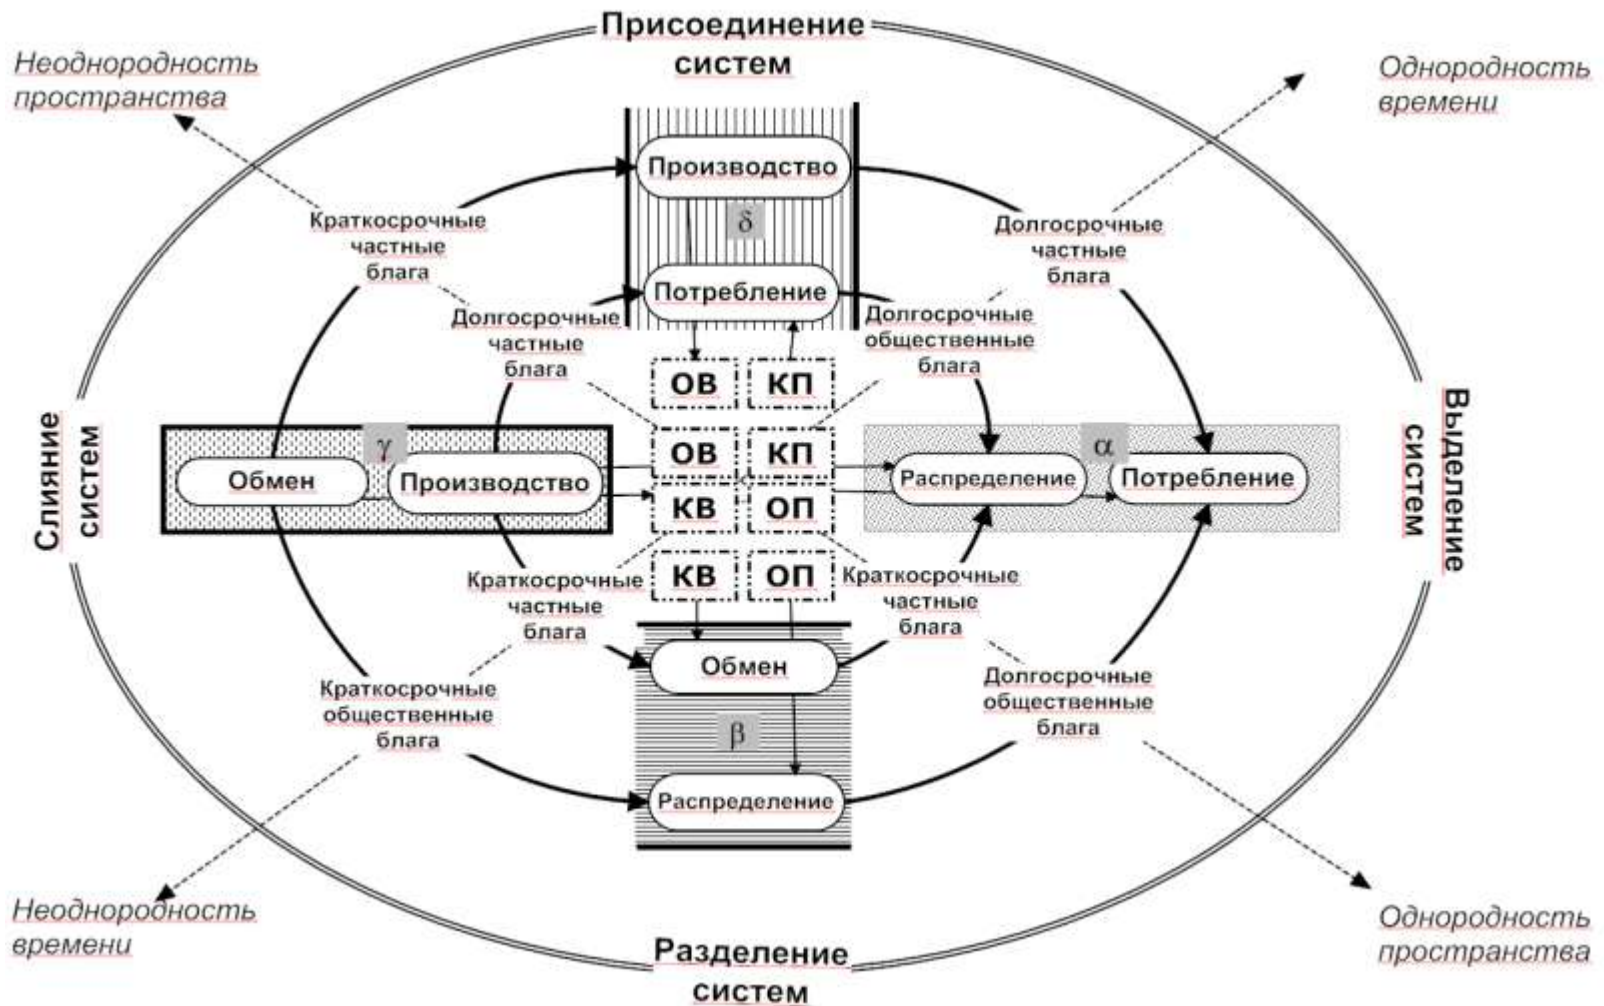 Присоединение
систем
Неоднородность
пространства
Однородность
времени
Производство
δ
Краткосрочные
частные
блага
Долгосрочные
частные
блага
Потребление
Долгосрочные
частные
блага
Долгосрочные
общественные
блага
ОВ КП
Слияние
систем
Выделение
систем
γ
α
ОВ КП
Обмен
Производство
Распределение
Потребление
КВ ОП
КВ ОП
Краткосрочные
частные
блага
Краткосрочные
частные
блага
Обмен
Краткосрочные
общественные
блага
Долгосрочные
общественные
блага
β
Распределение
Неоднородность
времени
Однородность
пространства
Разделение
систем